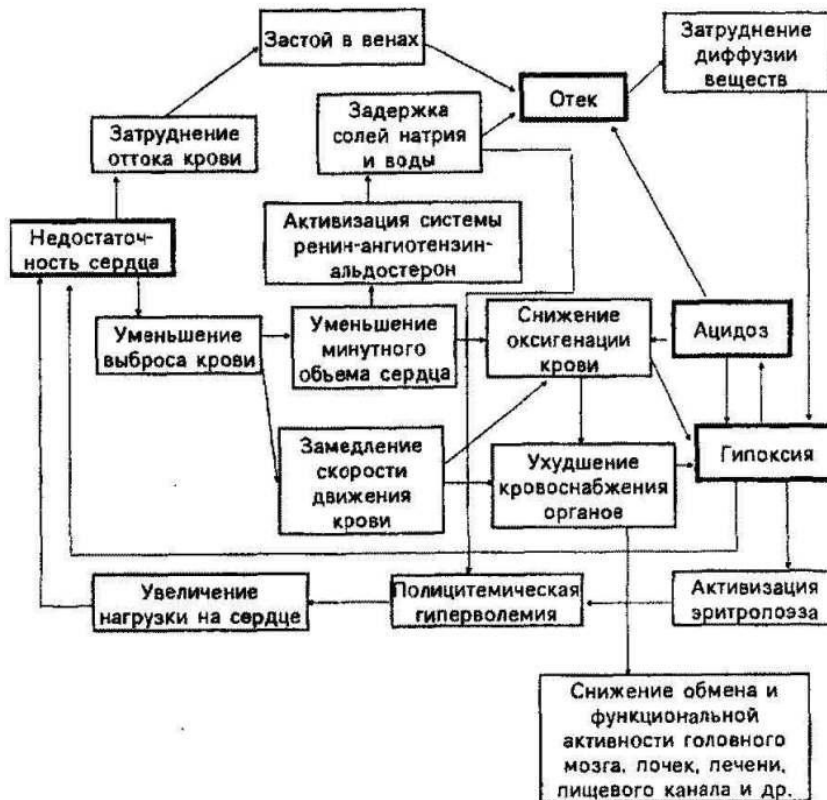 Застой в венах
Затруднение
диффузии
веществ
Отек
Задержка
солей натрия
и воды
Затруднение
оттока крови
Активизация системы
ренин-ангиотензин-
альдостерон
Недостаточ-
ность сердца
Уменьшение
выброса крови
Уменьшение
минутного
объема сердца
Снижение
оксигенации
крови
Ацидоз
Замедление
скорости
движения
крови
Ухудшение
кровоснабжения
органов
Гипоксия
Увеличение
нагрузки на сердце
Полицитемическая
гиперволемия
Активизация
эритропоэза
Снижение обмена и
функциональной
активности головного
мозга, почек, печени,
пищевого канала и др.